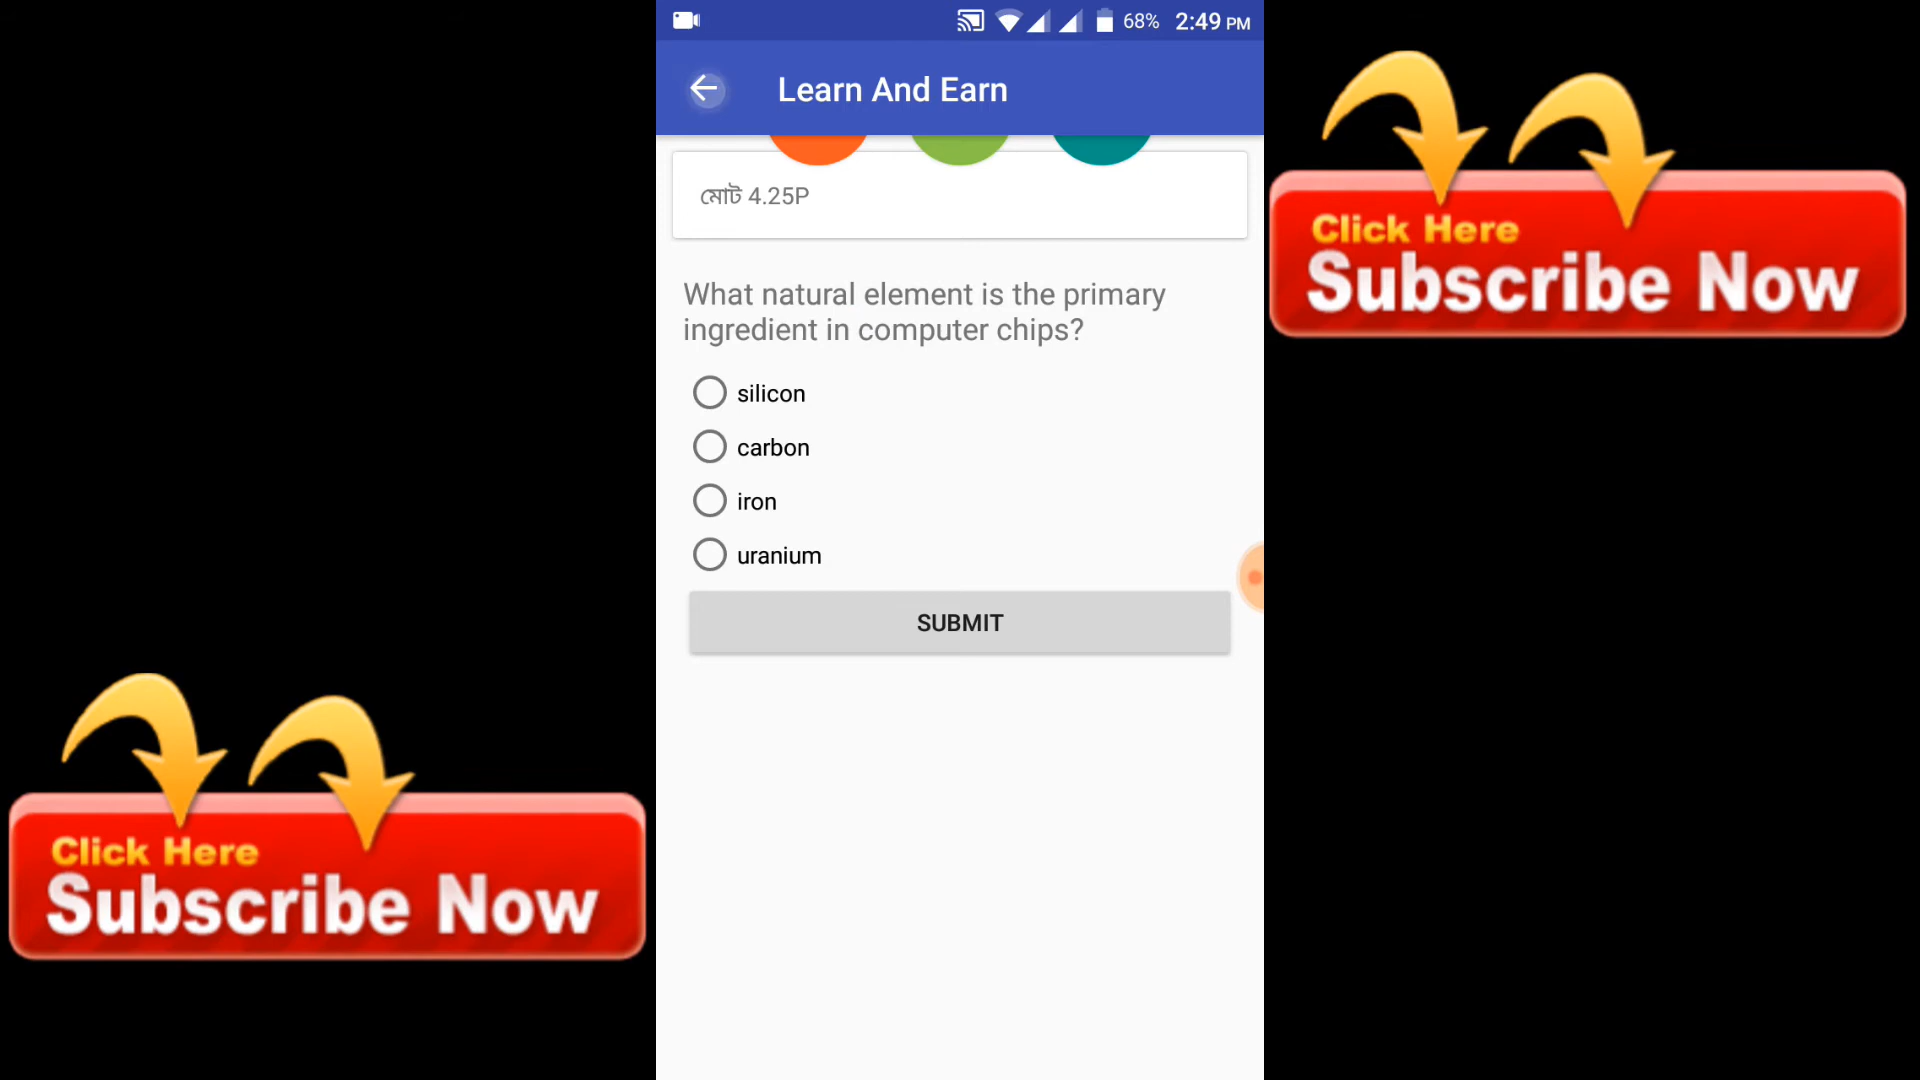 68% 2:49 PM
Learn And Earn
মোট 4.25P
What natural element is the primary
ingredient in computer chips?
silicon
carbon
iron
uranium
SUBMIT
Click Here
Subscribe Now
Click Here
Subscribe Now